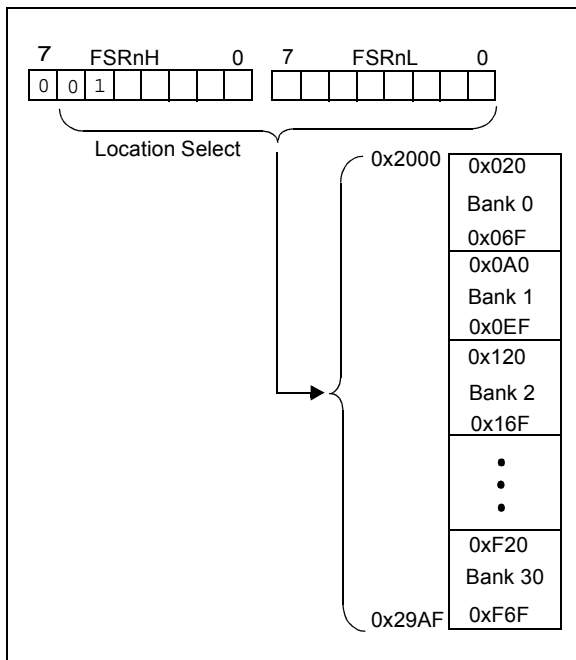 7 FSRnH 0 7 FSRnL 0
0 0 1
Location Select
0x2000
0x020
Bank 0
0x06F
0x0A0
Bank 1
0x0EF
0x120
Bank 2
0x16F
0xF20
Bank 30
0xF6F
0x29AF